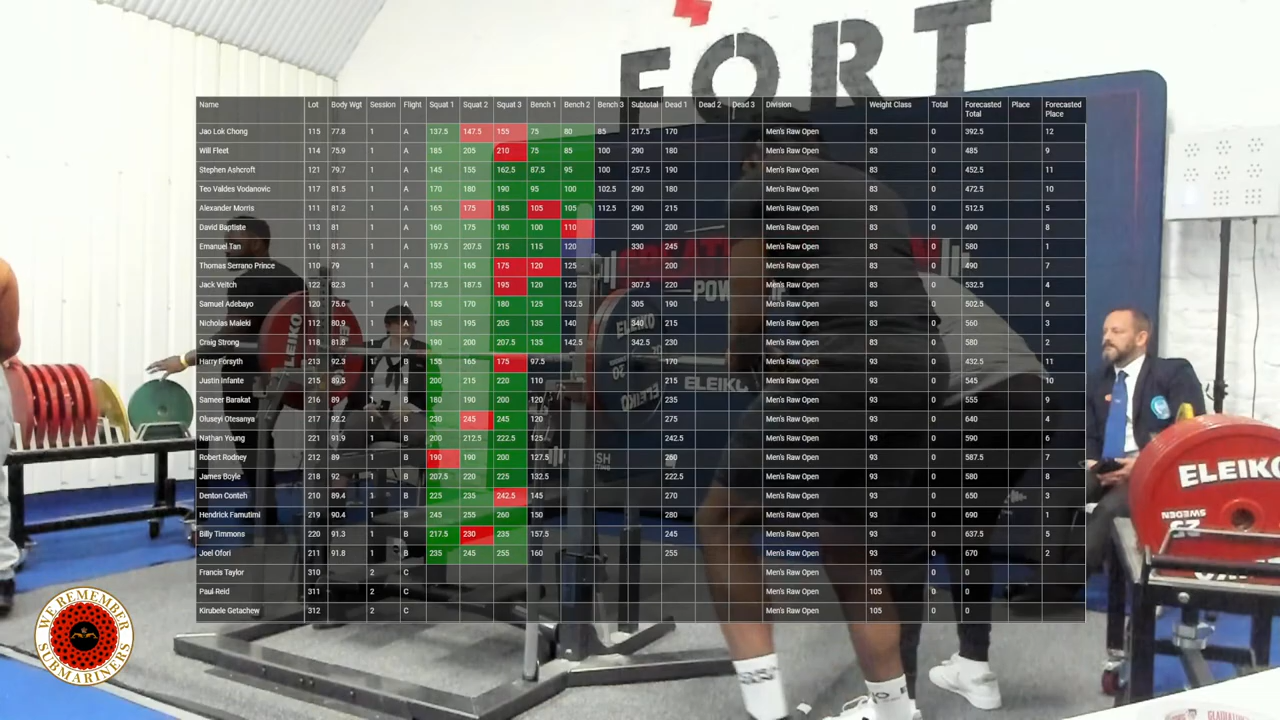 FORT
Name Lot Body Wgt Session Flight Squat 1 Squat 2 Squat 3 Bench 1 Bench 2 Bench 3 Subtotal Dead 1 Dead 2 Dead 3 Division Weight Class Total Forecasted Total Place Forecasted Place
Jao Lok Chong 115 77.8 1 A 137.5 147.5 155 75 80 85 217.5 170 Men's Raw Open 83 0 392.5 12
Will Fleet 114 75.9 1 A 185 205 210 75 85 100 290 180 Men's Raw Open 83 0 485 9
Stephen Ashcroft 121 79.7 1 A 145 155 162.5 87.5 95 100 257.5 190 Men's Raw Open 83 0 452.5 11
Teo Valdes Vodanovic 117 81.5 1 A 170 180 190 95 100 102.5 290 180 Men's Raw Open 83 0 472.5 10
Alexander Morris 111 81.2 1 A 165 175 185 105 105 112.5 290 215 Men's Raw Open 83 0 512.5 5
David Baptiste 113 81 1 A 160 175 190 100 110 290 200 Men's Raw Open 83 0 490 8
Emanuel Tan 116 81.3 1 A 197.5 207.5 215 115 120 330 245 Men's Raw Open 83 0 580 1
Thomas Serrano Prince 110 79 1 A 155 165 175 120 125 200 Men's Raw Open 83 0 490 7
Jack Veitch 122 82.3 1 A 172.5 187.5 195 120 125 307.5 220 Men's Raw Open 83 0 532.5 4
Samuel Adebayo 120 75.6 1 A 155 170 180 125 132.5 305 190 Men's Raw Open 83 0 502.5 6
Nicholas Maleki 112 80.9 1 A 185 195 205 135 140 340 215 Men's Raw Open 83 0 560 3
Craig Strong 118 81.8 1 A 190 200 207.5 135 142.5 342.5 230 Men's Raw Open 83 0 580 2
Harry Forsyth 213 92.3 1 B 155 165 175 97.5 170 Men's Raw Open 93 0 432.5 11
Justin Infante 215 89.5 1 B 200 215 220 110 215 Men's Raw Open 93 0 545 10
Sameer Barakat 216 89 1 B 180 190 200 120 235 Men's Raw Open 93 0 555 9
Oluseyi Otesanya 217 92.2 1 B 230 245 245 120 275 Men's Raw Open 93 0 640 4
Nathan Young 221 91.9 1 B 200 212.5 222.5 125 242.5 Men's Raw Open 93 0 590 6
Robert Rodney 212 89 1 B 190 190 200 127.5 260 Men's Raw Open 93 0 587.5 7
James Boyle 218 92 1 B 207.5 220 225 132.5 222.5 Men's Raw Open 93 0 580 8
Denton Conteh 210 89.4 1 B 225 235 242.5 145 270 Men's Raw Open 93 0 650 3
Hendrick Famutimi 219 90.4 1 B 245 255 260 150 280 Men's Raw Open 93 0 690 1
Billy Timmons 220 91.3 1 B 217.5 230 235 157.5 245 Men's Raw Open 93 0 637.5 5
Joel Ofori 211 91.8 1 B 235 245 255 160 255 Men's Raw Open 93 0 670 2
Francis Taylor 310 2 C Men's Raw Open 105 0 0
Paul Reid 311 2 C Men's Raw Open 105 0 0
Kirubele Getachew 312 2 C Men's Raw Open 105 0 0
ELEIKO
ELEIKO
ELEIKO
ELEIKO
SWEDEN
25
WE REMEMBER
SUBMARINERS